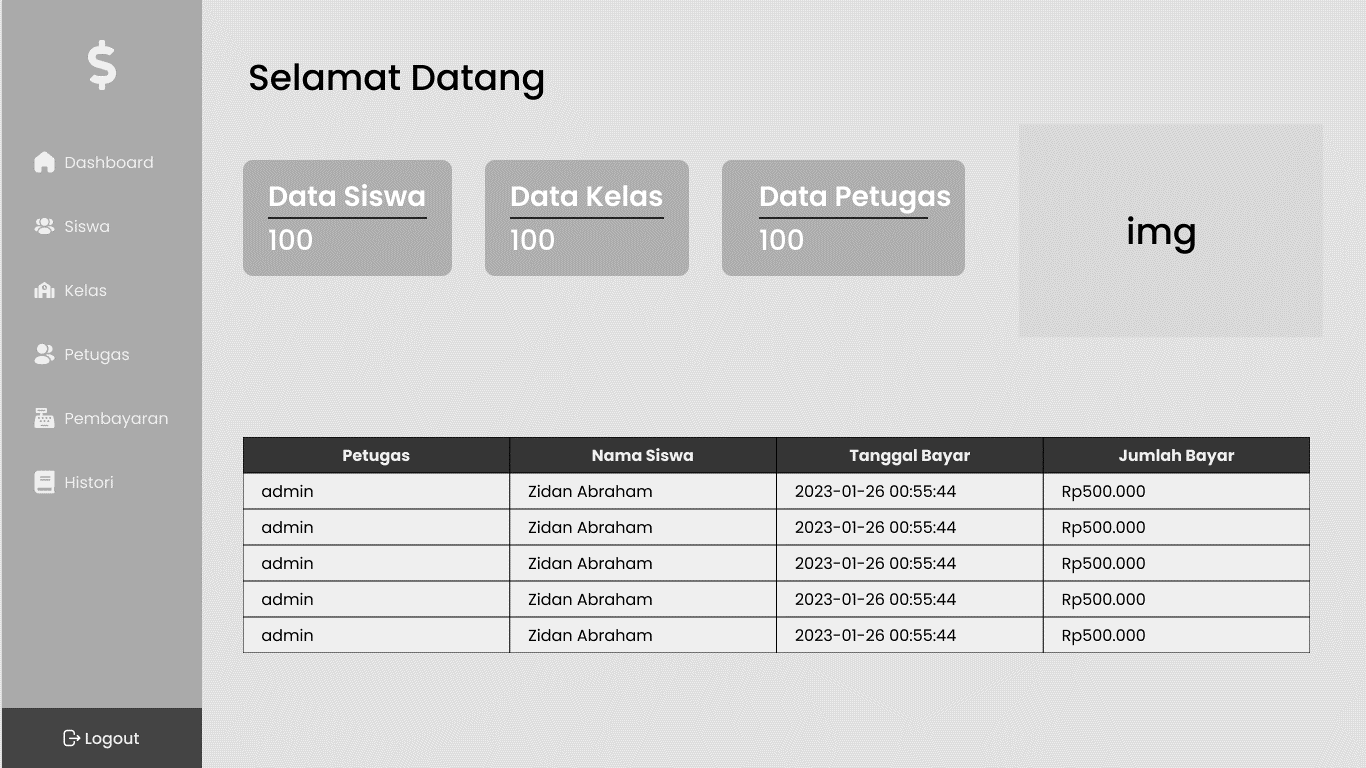 $
Dashboard
Siswa
Kelas
Petugas
Pembayaran
Histori
Logout
Selamat Datang
Data Siswa
100
Data Kelas
100
Data Petugas
100
img
Petugas Nama Siswa Tanggal Bayar Jumlah Bayar
admin Zidan Abraham 2023-01-26 00:55:44 Rp500.000
admin Zidan Abraham 2023-01-26 00:55:44 Rp500.000
admin Zidan Abraham 2023-01-26 00:55:44 Rp500.000
admin Zidan Abraham 2023-01-26 00:55:44 Rp500.000
admin Zidan Abraham 2023-01-26 00:55:44 Rp500.000